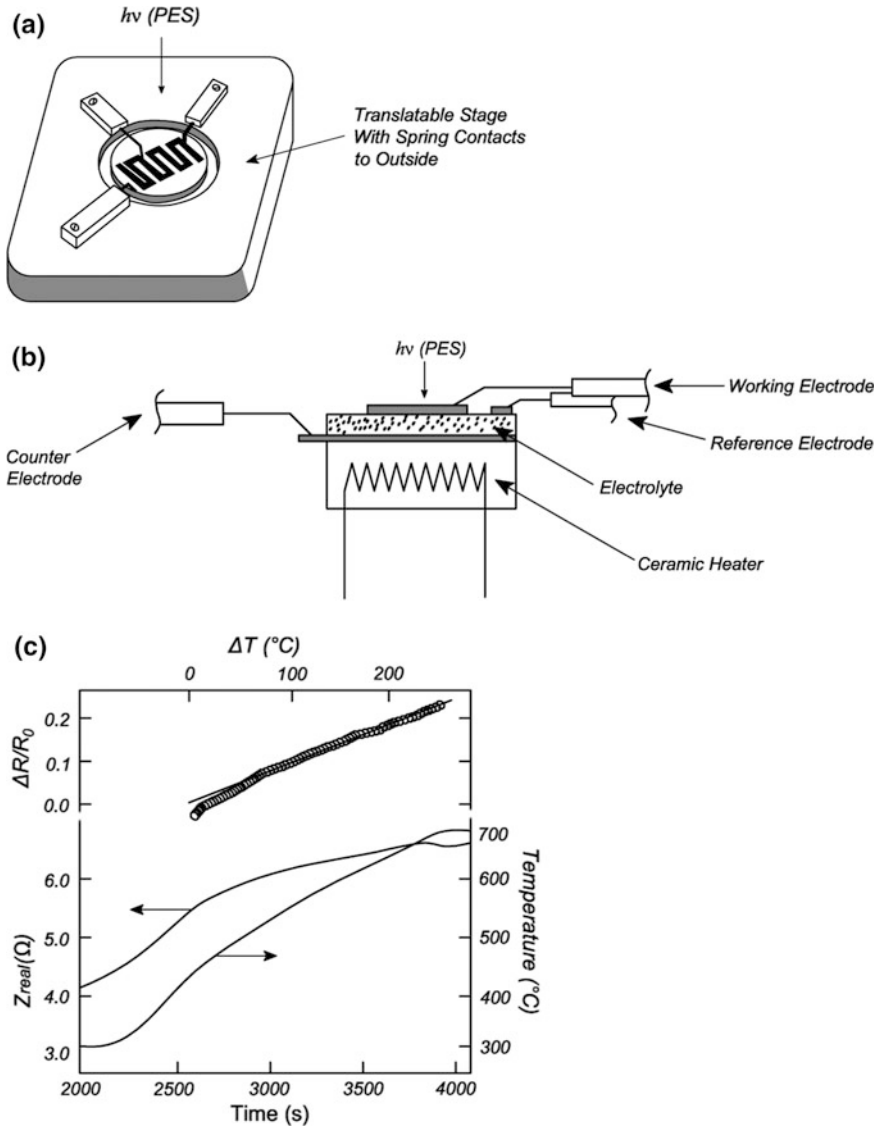 (a)
hν (PES)
Translatable Stage
With Spring Contacts
to Outside
(b)
hν (PES)
Working Electrode
Reference Electrode
Counter
Electrode
Electrolyte
Ceramic Heater
(c)
ΔT (°C)
0 100 200
ΔR/R0
0.2
0.1
0.0
Zreal(Ω)
6.0
5.0
4.0
3.0
700
600
500
400
300
Temperature (°C)
2000 2500 3000 3500 4000
Time (s)